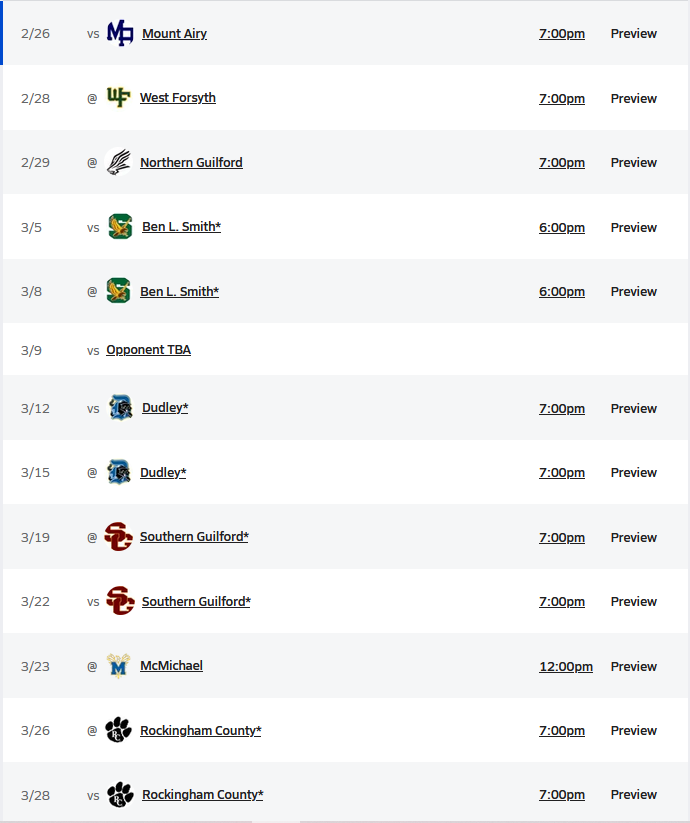 2/26 vs Mount Airy 7:00pm Preview
2/28 @ West Forsyth 7:00pm Preview
2/29 @ Northern Guilford 7:00pm Preview
3/5 vs Ben L. Smith* 6:00pm Preview
3/8 @ Ben L. Smith* 6:00pm Preview
3/9 vs Opponent TBA
3/12 vs Dudley* 7:00pm Preview
3/15 @ Dudley* 7:00pm Preview
3/19 @ Southern Guilford* 7:00pm Preview
3/22 vs Southern Guilford* 7:00pm Preview
3/23 @ McMichael 12:00pm Preview
3/26 @ Rockingham County* 7:00pm Preview
3/28 vs Rockingham County* 7:00pm Preview